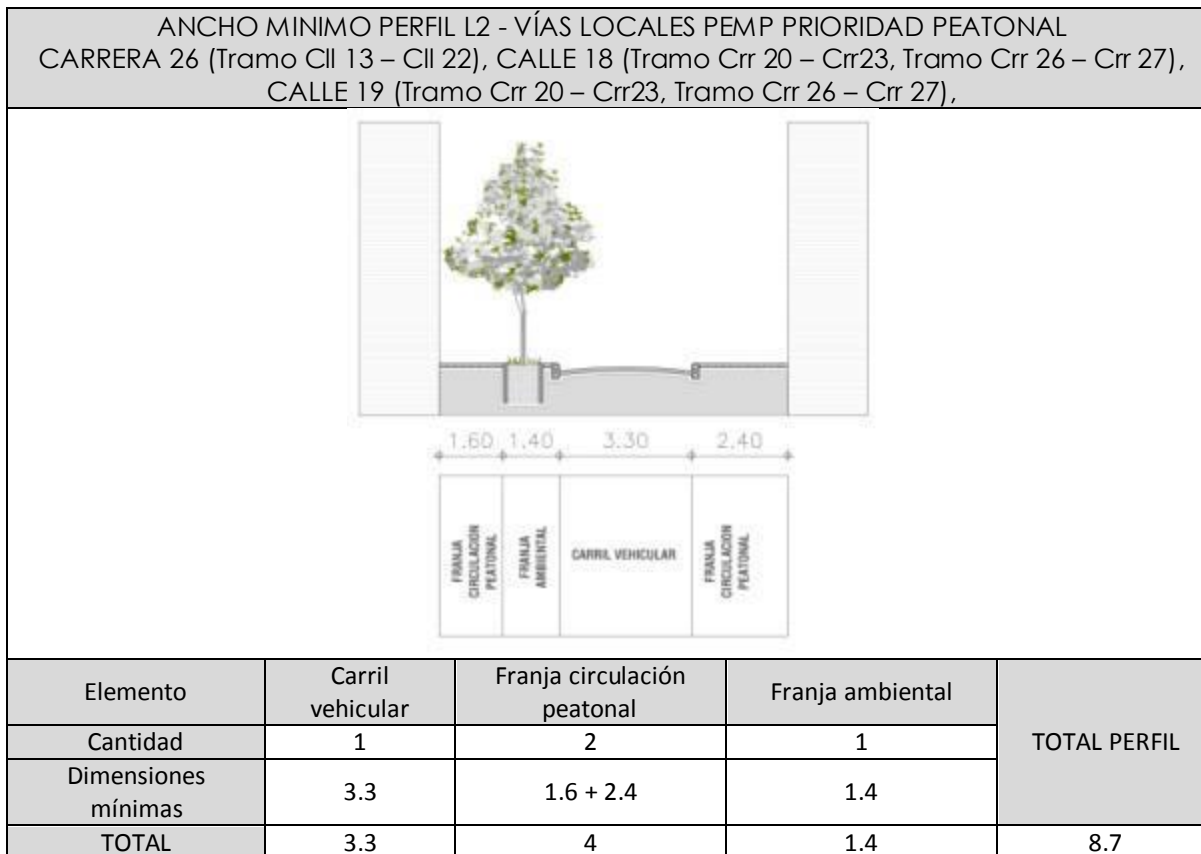 ANCHO MINIMO PERFIL L2 - VÍAS LOCALES PEMP PRIORIDAD PEATONAL
CARRERA 26 (Tramo Cll 13 – Cll 22), CALLE 18 (Tramo Crr 20 – Crr23, Tramo Crr 26 – Crr 27),
CALLE 19 (Tramo Crr 20 – Crr23, Tramo Crr 26 – Crr 27),
1.60 1.40 3.30 2.40
FRANJA
CIRCULACION
PEATONAL
FRANJA
AMBIENTAL
CARRIL VEHICULAR
FRANJA
CIRCULACION
PEATONAL
Elemento
Carril
vehicular
Franja circulación
peatonal
Franja ambiental
TOTAL PERFIL
Cantidad 1 2 1
Dimensiones
mínimas
3.3 1.6 + 2.4 1.4
TOTAL 3.3 4 1.4 8.7